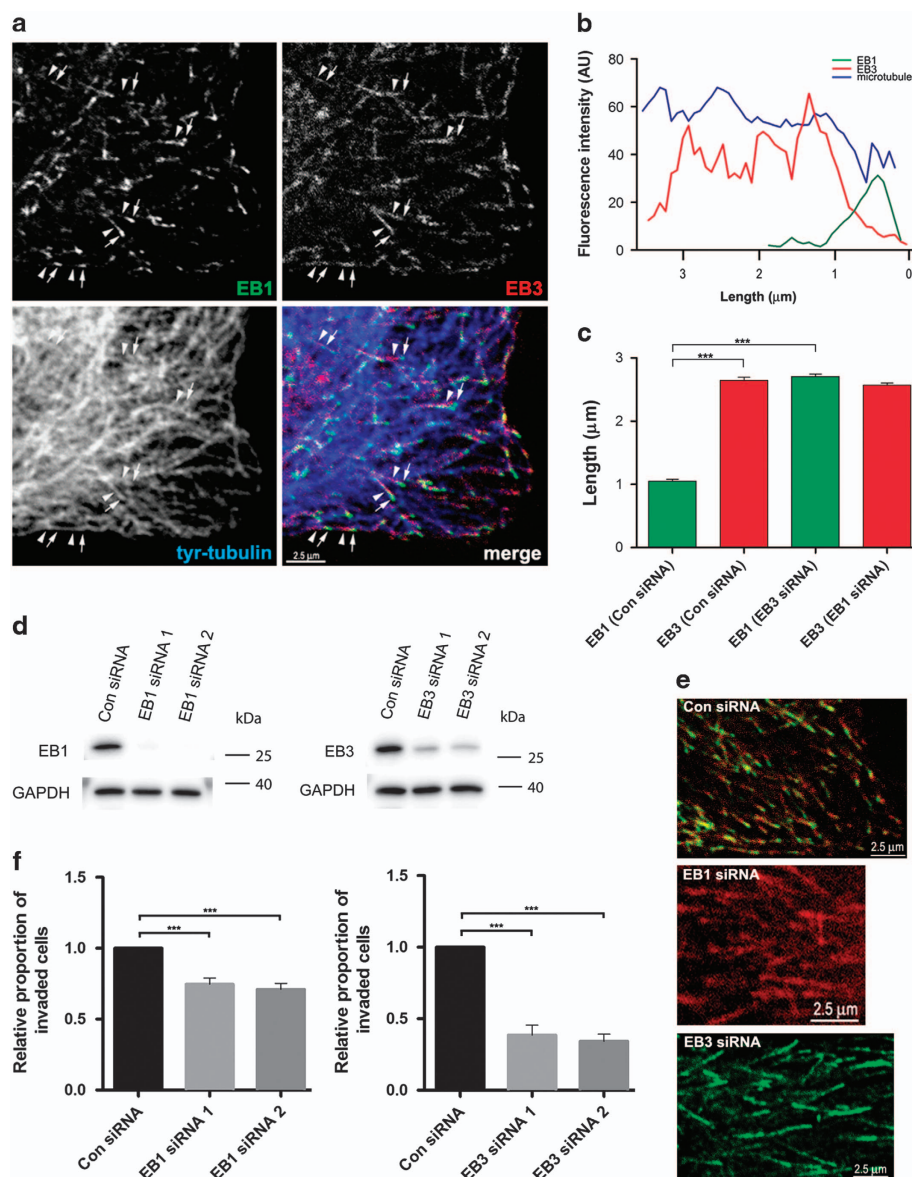 a
EB1
EB3
tyr-tubulin
merge
2.5 μm
b
Fluorescence intensity (AU)
80
60
40
20
0
3
2
1
0
Length (μm)
EB1
EB3
microtubule
c
Length (μm)
3
2
1
0
***
***
EB1 (Con siRNA)
EB3 (Con siRNA)
EB1 (EB3 siRNA)
EB3 (EB1 siRNA)
d
Con siRNA
EB1 siRNA 1
EB1 siRNA 2
kDa
EB1
25
GAPDH
40
Con siRNA
EB3 siRNA 1
EB3 siRNA 2
kDa
EB3
25
GAPDH
40
e
Con siRNA
2.5 μm
EB1 siRNA
2.5 μm
EB3 siRNA
2.5 μm
f
Relative proportion of
invaded cells
1.5
1.0
0.5
0.0
***
***
Con siRNA
EB1 siRNA 1
EB1 siRNA 2
Relative proportion of
invaded cells
1.5
1.0
0.5
0.0
***
***
Con siRNA
EB3 siRNA 1
EB3 siRNA 2